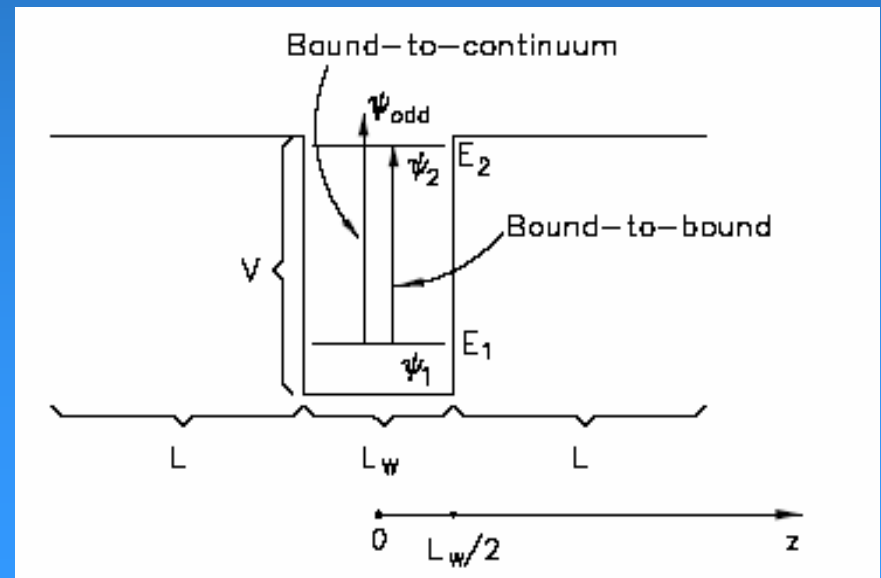 Bound-to-continuum
ψodd
E2
ψ2
Bound-to-bound
V
E1
ψ1
L Lw L
0 Lw/2 z